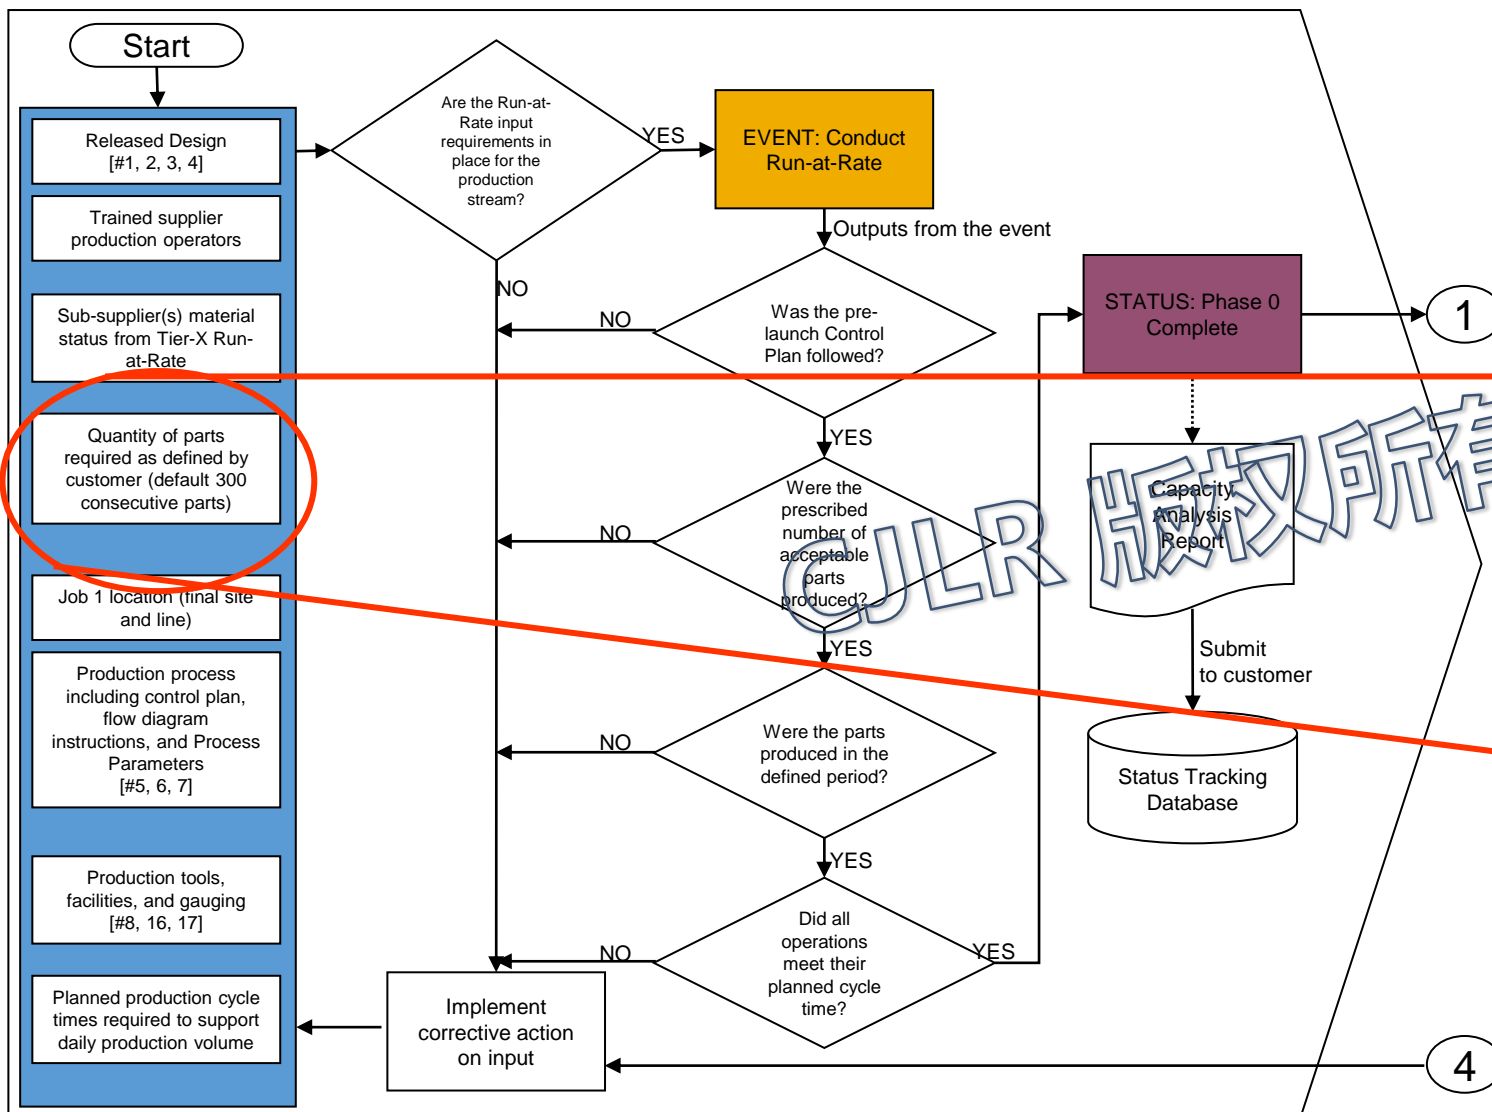 Start
Released Design
[#1, 2, 3, 4]
Trained supplier
production operators
Sub-supplier(s) material
status from Tier-X Run-
at-Rate
Quantity of parts
required as defined by
customer (default 300
consecutive parts)
Job 1 location (final site
and line)
Production process
including control plan,
flow diagram
instructions, and Process
Parameters
[#5, 6, 7]
Production tools,
facilities, and gauging
[#8, 16, 17]
Planned production cycle
times required to support
daily production volume
Are the Run-at-
Rate input
requirements in
place for the
production
stream?
YES
NO
EVENT: Conduct
Run-at-Rate
Outputs from the event
Was the pre-
launch Control
Plan followed?
NO
YES
Were the
prescribed
number of
acceptable
parts
produced?
NO
YES
Were the parts
produced in the
defined period?
NO
YES
Did all
operations
meet their
planned cycle
time?
NO
YES
Implement
corrective action
on input
STATUS: Phase 0
Complete
1
Capacity
Analysis
Report
Submit
to customer
Status Tracking
Database
4
CJLR 版权所有